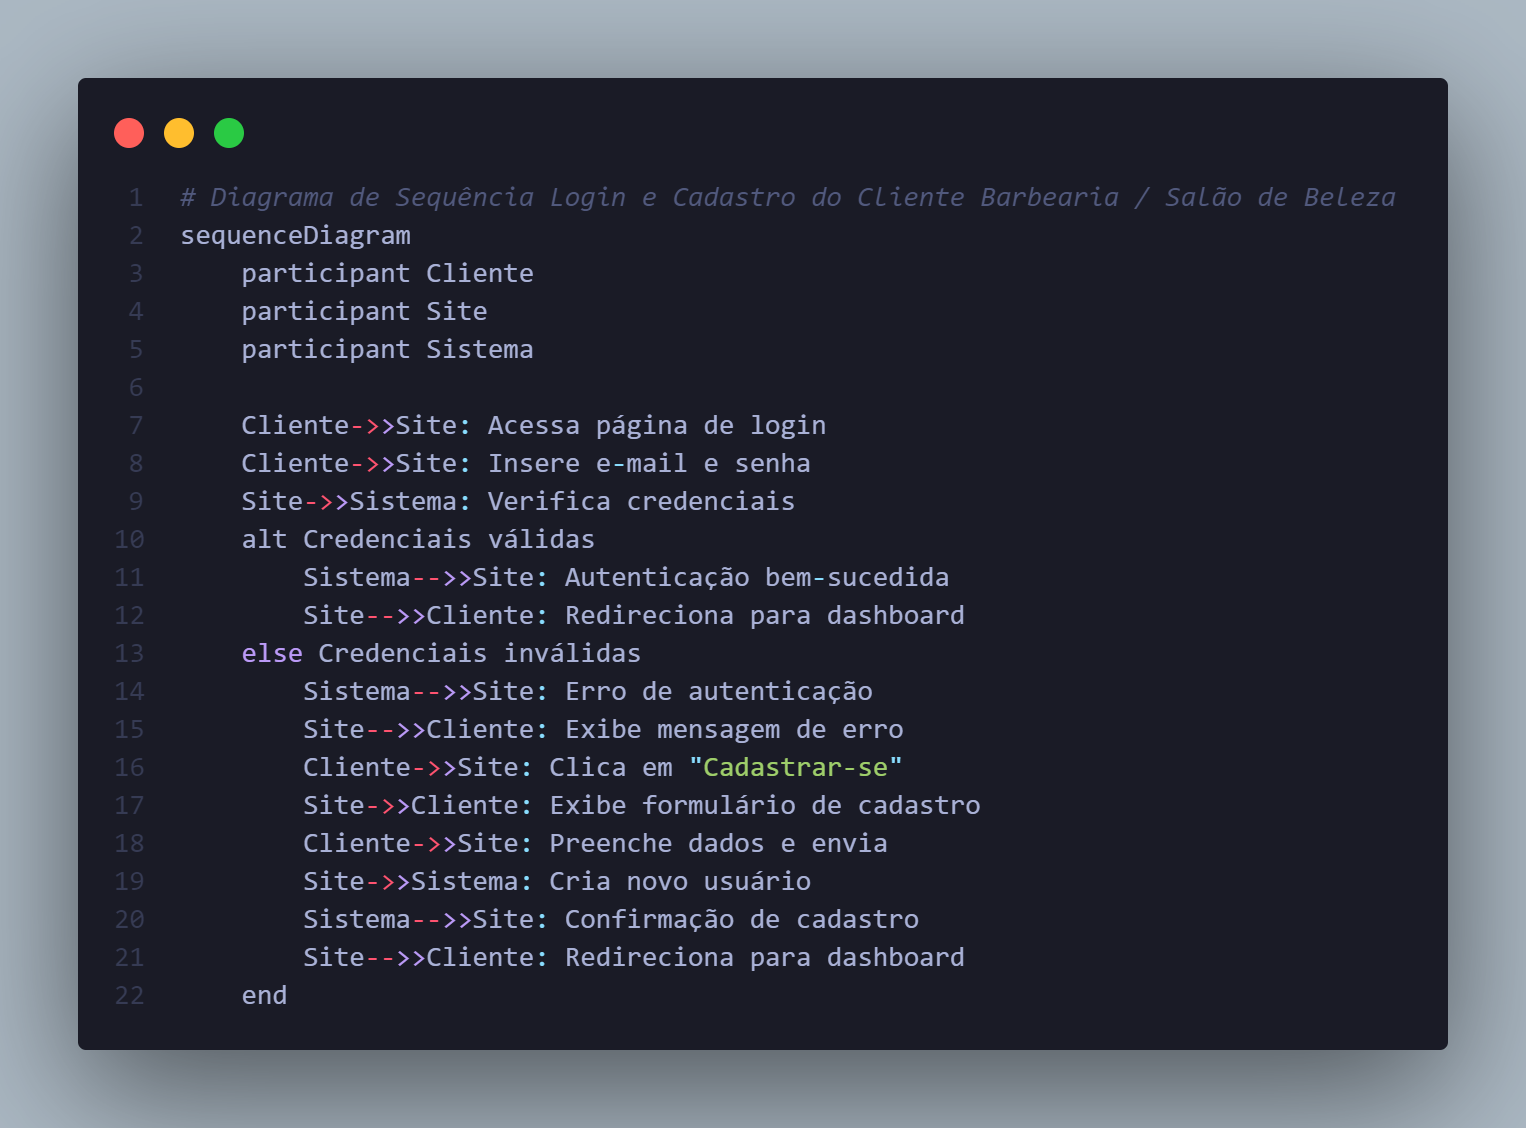 1 # Diagrama de Sequência Login e Cadastro do Cliente Barbearia / Salão de Beleza
2 sequenceDiagram
3     participant Cliente
4     participant Site
5     participant Sistema
6
7     Cliente->>Site: Acessa página de login
8     Cliente->>Site: Insere e-mail e senha
9     Site->>Sistema: Verifica credenciais
10     alt Credenciais válidas
11         Sistema-->>Site: Autenticação bem-sucedida
12         Site-->>Cliente: Redireciona para dashboard
13     else Credenciais inválidas
14         Sistema-->>Site: Erro de autenticação
15         Site-->>Cliente: Exibe mensagem de erro
16         Cliente->>Site: Clica em "Cadastrar-se"
17         Site->>Cliente: Exibe formulário de cadastro
18         Cliente->>Site: Preenche dados e envia
19         Site->>Sistema: Cria novo usuário
20         Sistema-->>Site: Confirmação de cadastro
21         Site-->>Cliente: Redireciona para dashboard
22     end